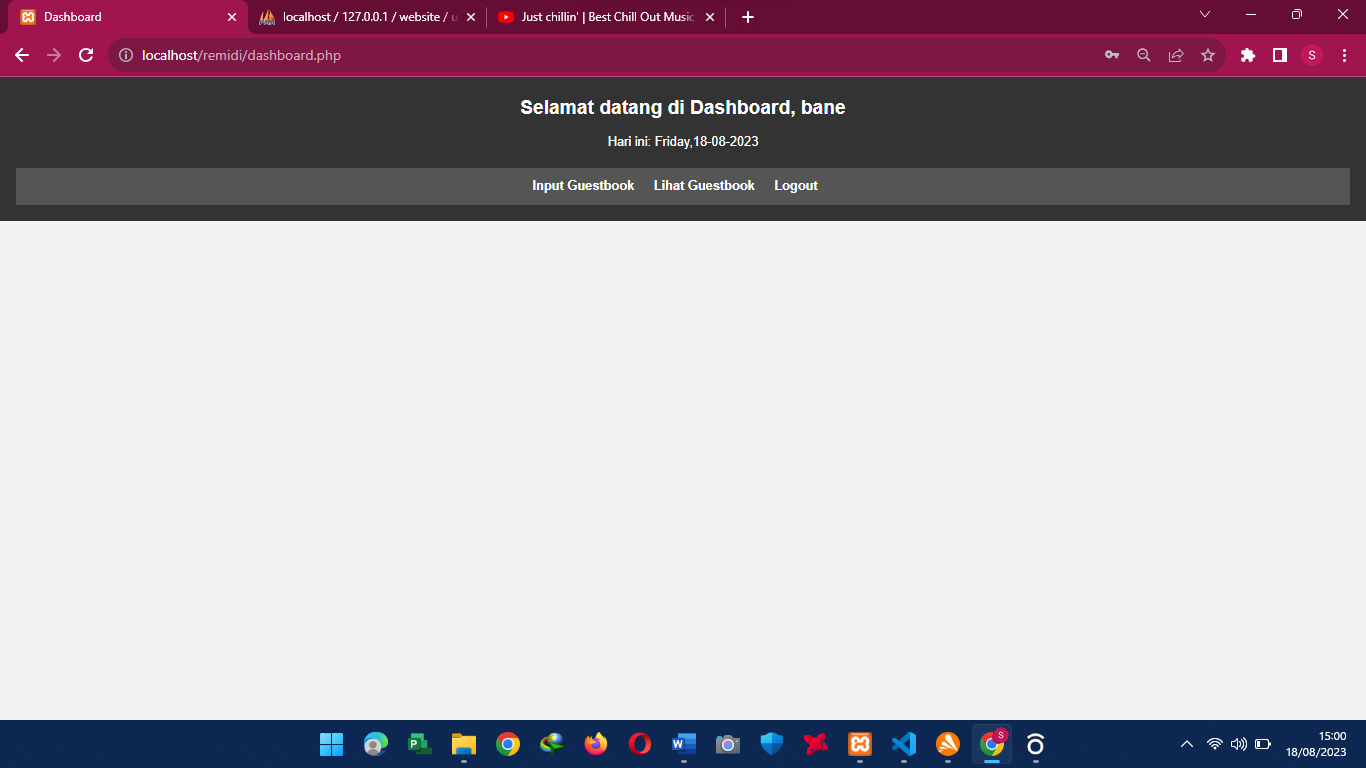 Dashboard
localhost / 127.0.0.1 / website / u
Just chillin' | Best Chill Out Music
localhost/remidi/dashboard.php
S
Selamat datang di Dashboard, bane
Hari ini: Friday,18-08-2023
Input Guestbook Lihat Guestbook Logout
S
15:00
18/08/2023